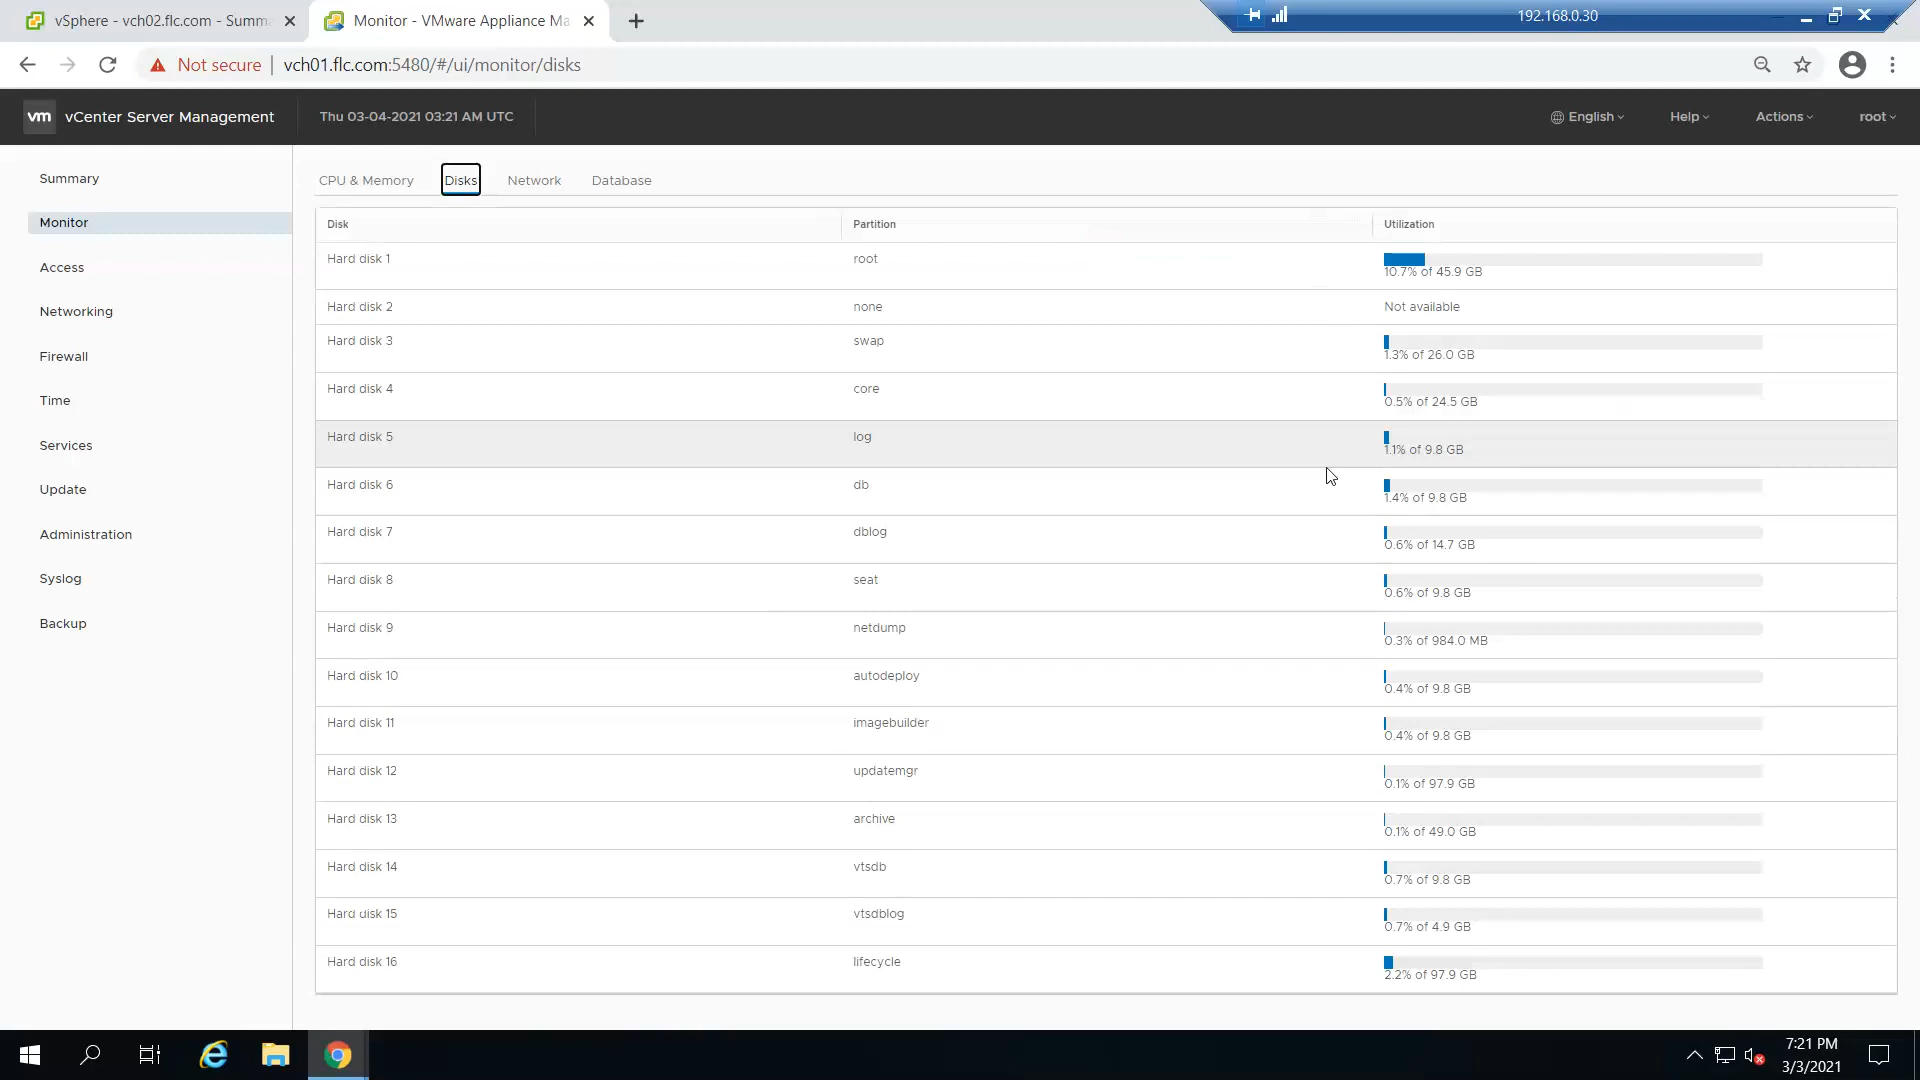 vSphere - vch02.flc.com - Summa
Monitor - VMware Appliance Ma
192.168.0.30
Not secure
vch01.flc.com:5480/#/ui/monitor/disks
vm vCenter Server Management
Thu 03-04-2021 03:21 AM UTC
English
Help
Actions
root
Summary
Monitor
Access
Networking
Firewall
Time
Services
Update
Administration
Syslog
Backup
CPU & Memory
Disks
Network
Database
Disk Partition Utilization
Hard disk 1 root 10.7% of 45.9 GB
Hard disk 2 none Not available
Hard disk 3 swap 1.3% of 26.0 GB
Hard disk 4 core 0.5% of 24.5 GB
Hard disk 5 log 1.1% of 9.8 GB
Hard disk 6 db 1.4% of 9.8 GB
Hard disk 7 dblog 0.6% of 14.7 GB
Hard disk 8 seat 0.6% of 9.8 GB
Hard disk 9 netdump 0.3% of 984.0 MB
Hard disk 10 autodeploy 0.4% of 9.8 GB
Hard disk 11 imagebuilder 0.4% of 9.8 GB
Hard disk 12 updatemgr 0.1% of 97.9 GB
Hard disk 13 archive 0.1% of 49.0 GB
Hard disk 14 vtsdb 0.7% of 9.8 GB
Hard disk 15 vtsdblog 0.7% of 4.9 GB
Hard disk 16 lifecycle 2.2% of 97.9 GB
7:21 PM
3/3/2021